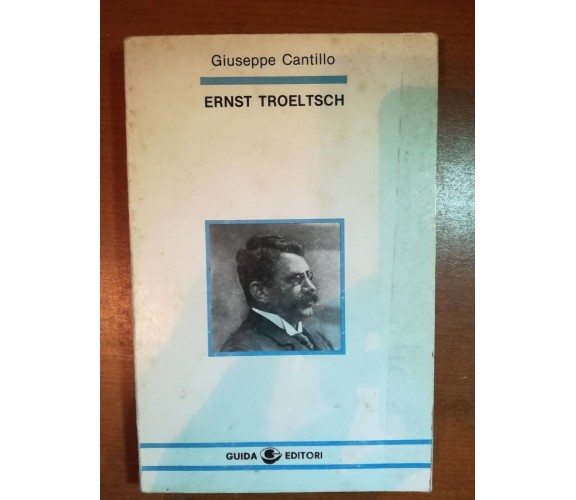 Giuseppe Cantillo
ERNST TROELTSCH
GUIDA EDITORI